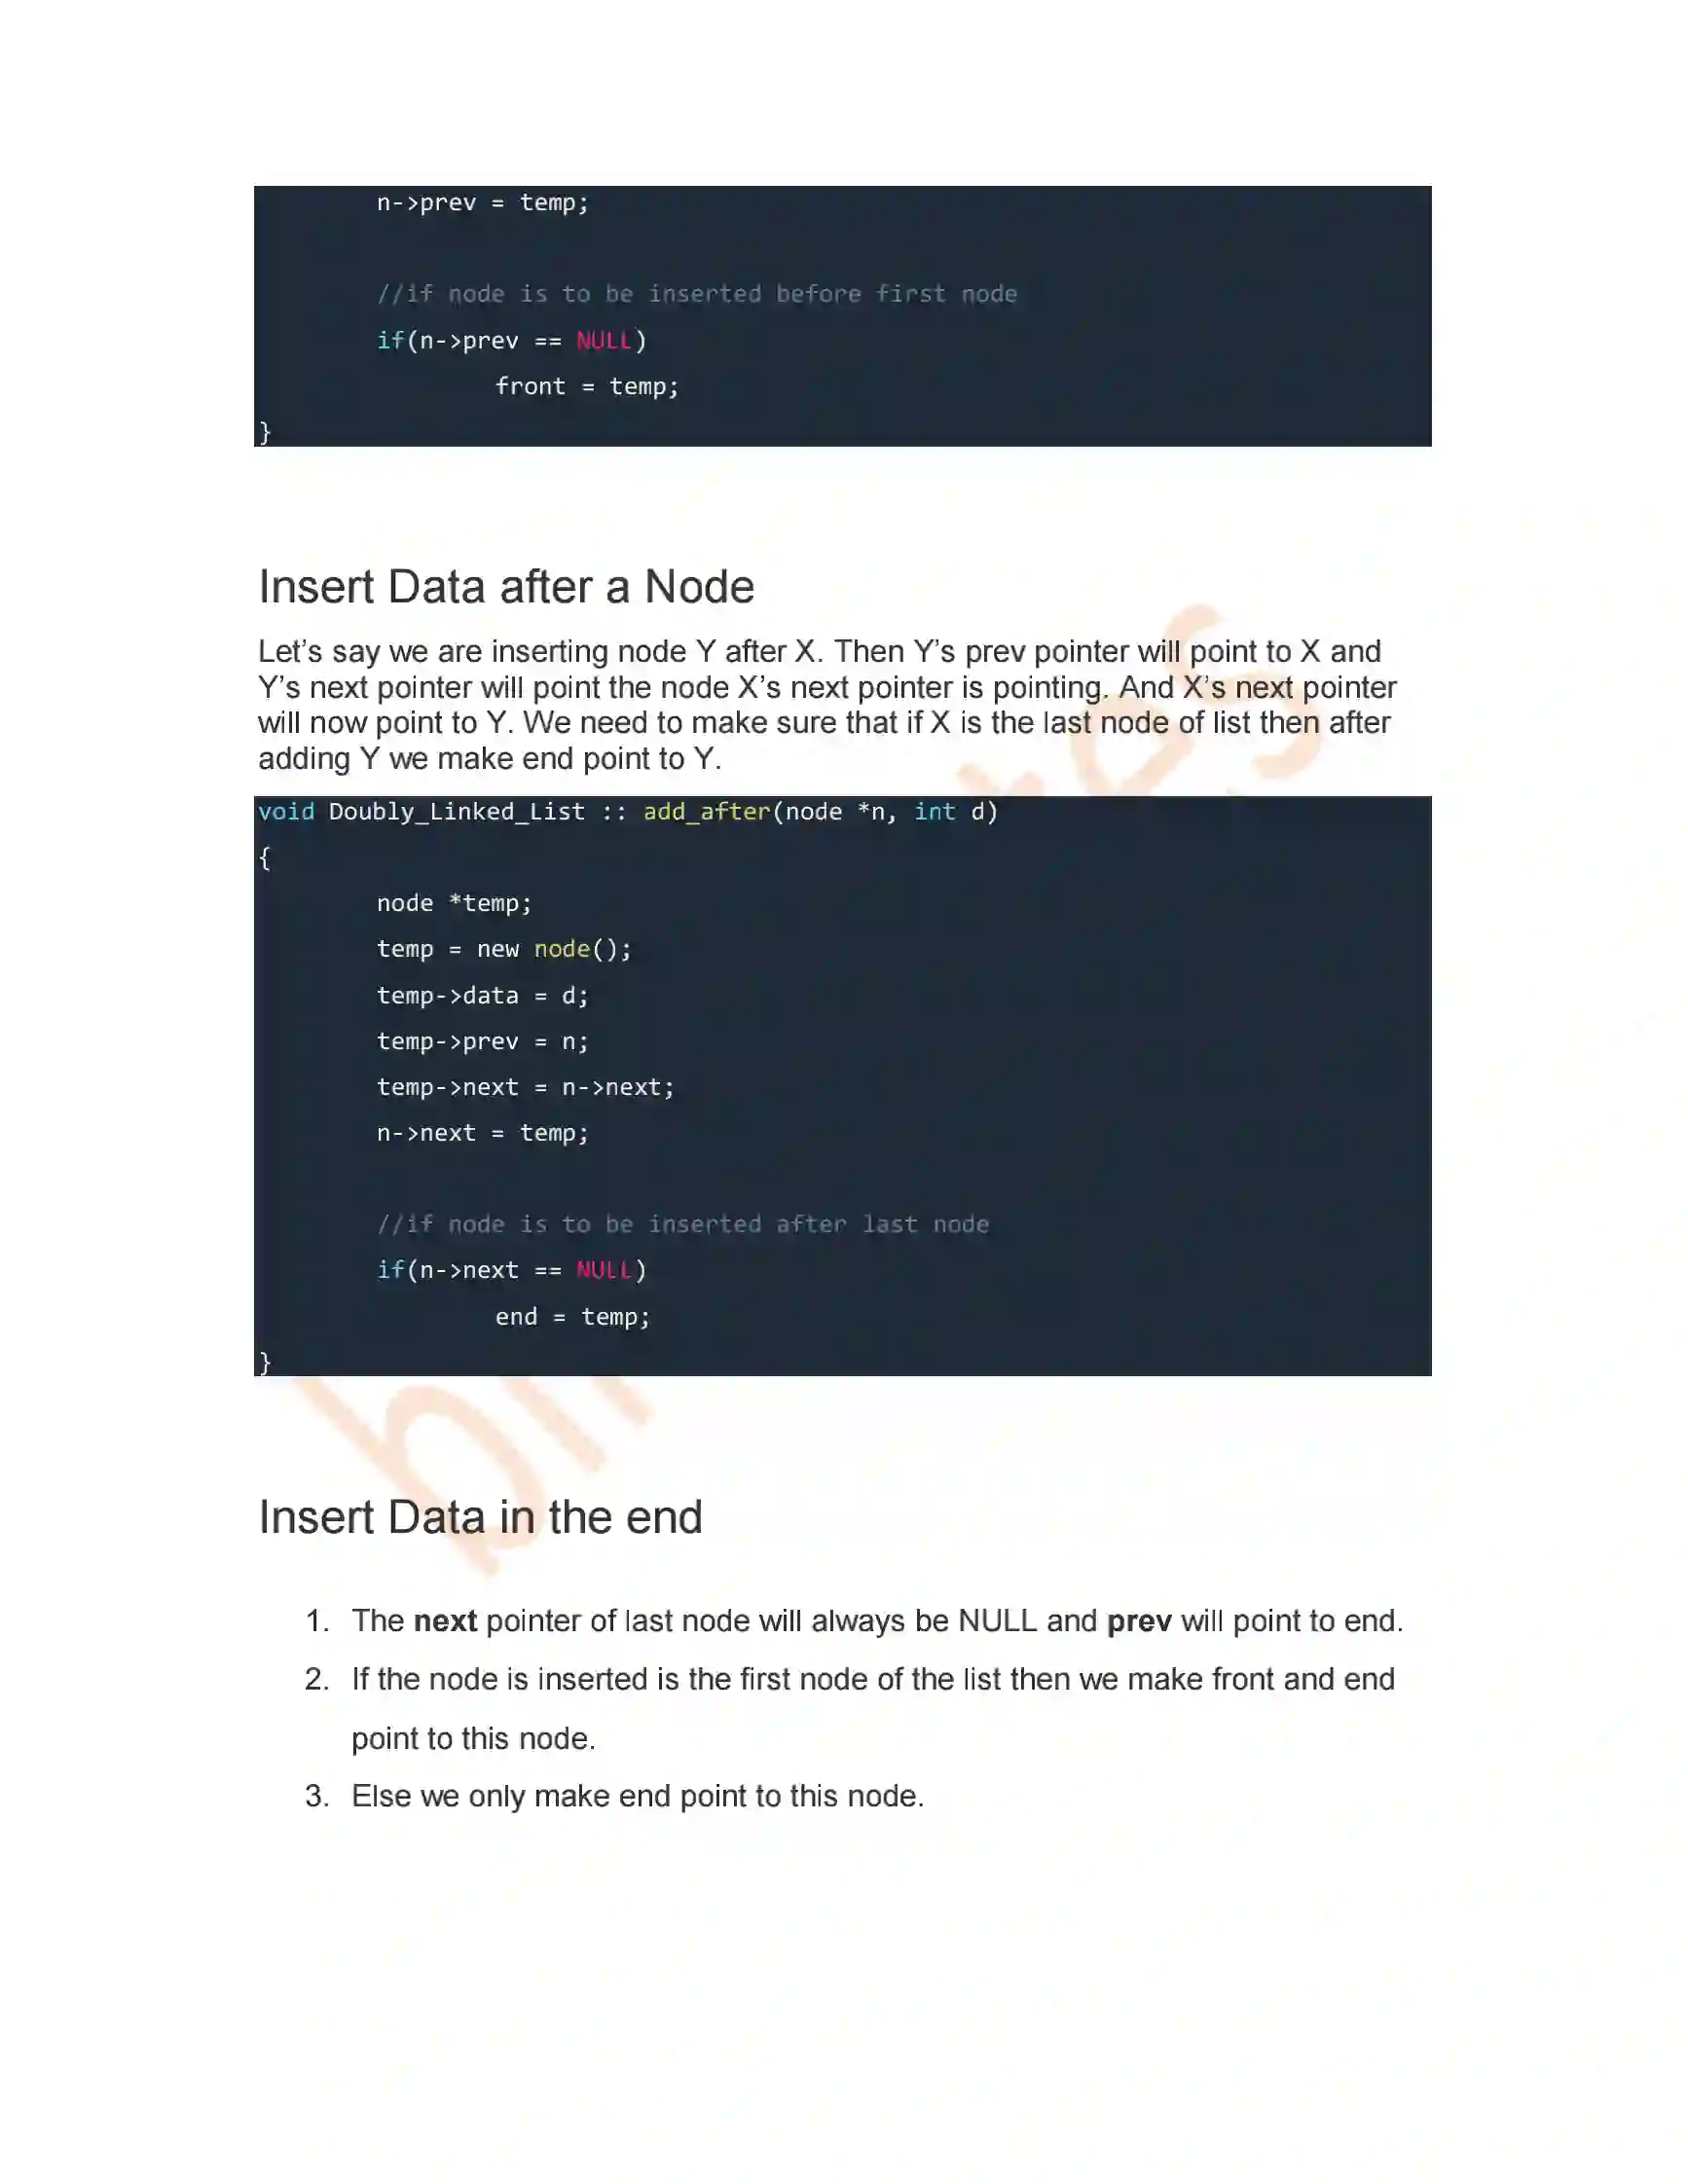 n->prev = temp;
//if node is to be inserted before first node
if(n->prev == NULL)
front = temp;
}
Insert Data after a Node
Let’s say we are inserting node Y after X. Then Y’s prev pointer will point to X and
Y’s next pointer will point the node X’s next pointer is pointing. And X’s next pointer
will now point to Y. We need to make sure that if X is the last node of list then after
adding Y we make end point to Y.
void Doubly_Linked_List :: add_after(node *n, int d)
{
node *temp;
temp = new node();
temp->data = d;
temp->prev = n;
temp->next = n->next;
n->next = temp;
//if node is to be inserted after last node
if(n->next == NULL)
end = temp;
}
Insert Data in the end
1. The next pointer of last node will always be NULL and prev will point to end.
2. If the node is inserted is the first node of the list then we make front and end
point to this node.
3. Else we only make end point to this node.